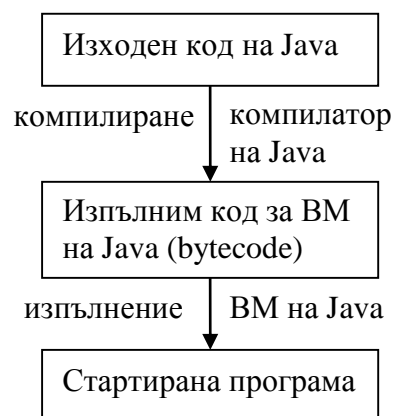 Изходен код на Java
компилиране
компилатор
на Java
Изпълним код за ВМ
на Java (bytecode)
изпълнение
ВМ на Java
Стартирана програма